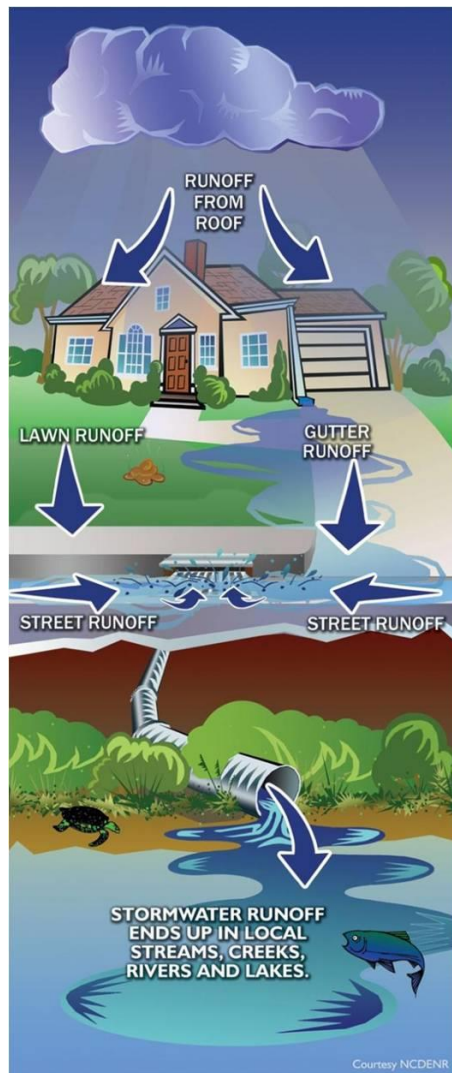 RUNOFF
FROM
ROOF
LAWN RUNOFF
GUTTER
RUNOFF
STREET RUNOFF
STREET RUNOFF
STORMWATER RUNOFF
ENDS UP IN LOCAL
STREAMS, CREEKS,
RIVERS AND LAKES.
Courtesy NCDENR